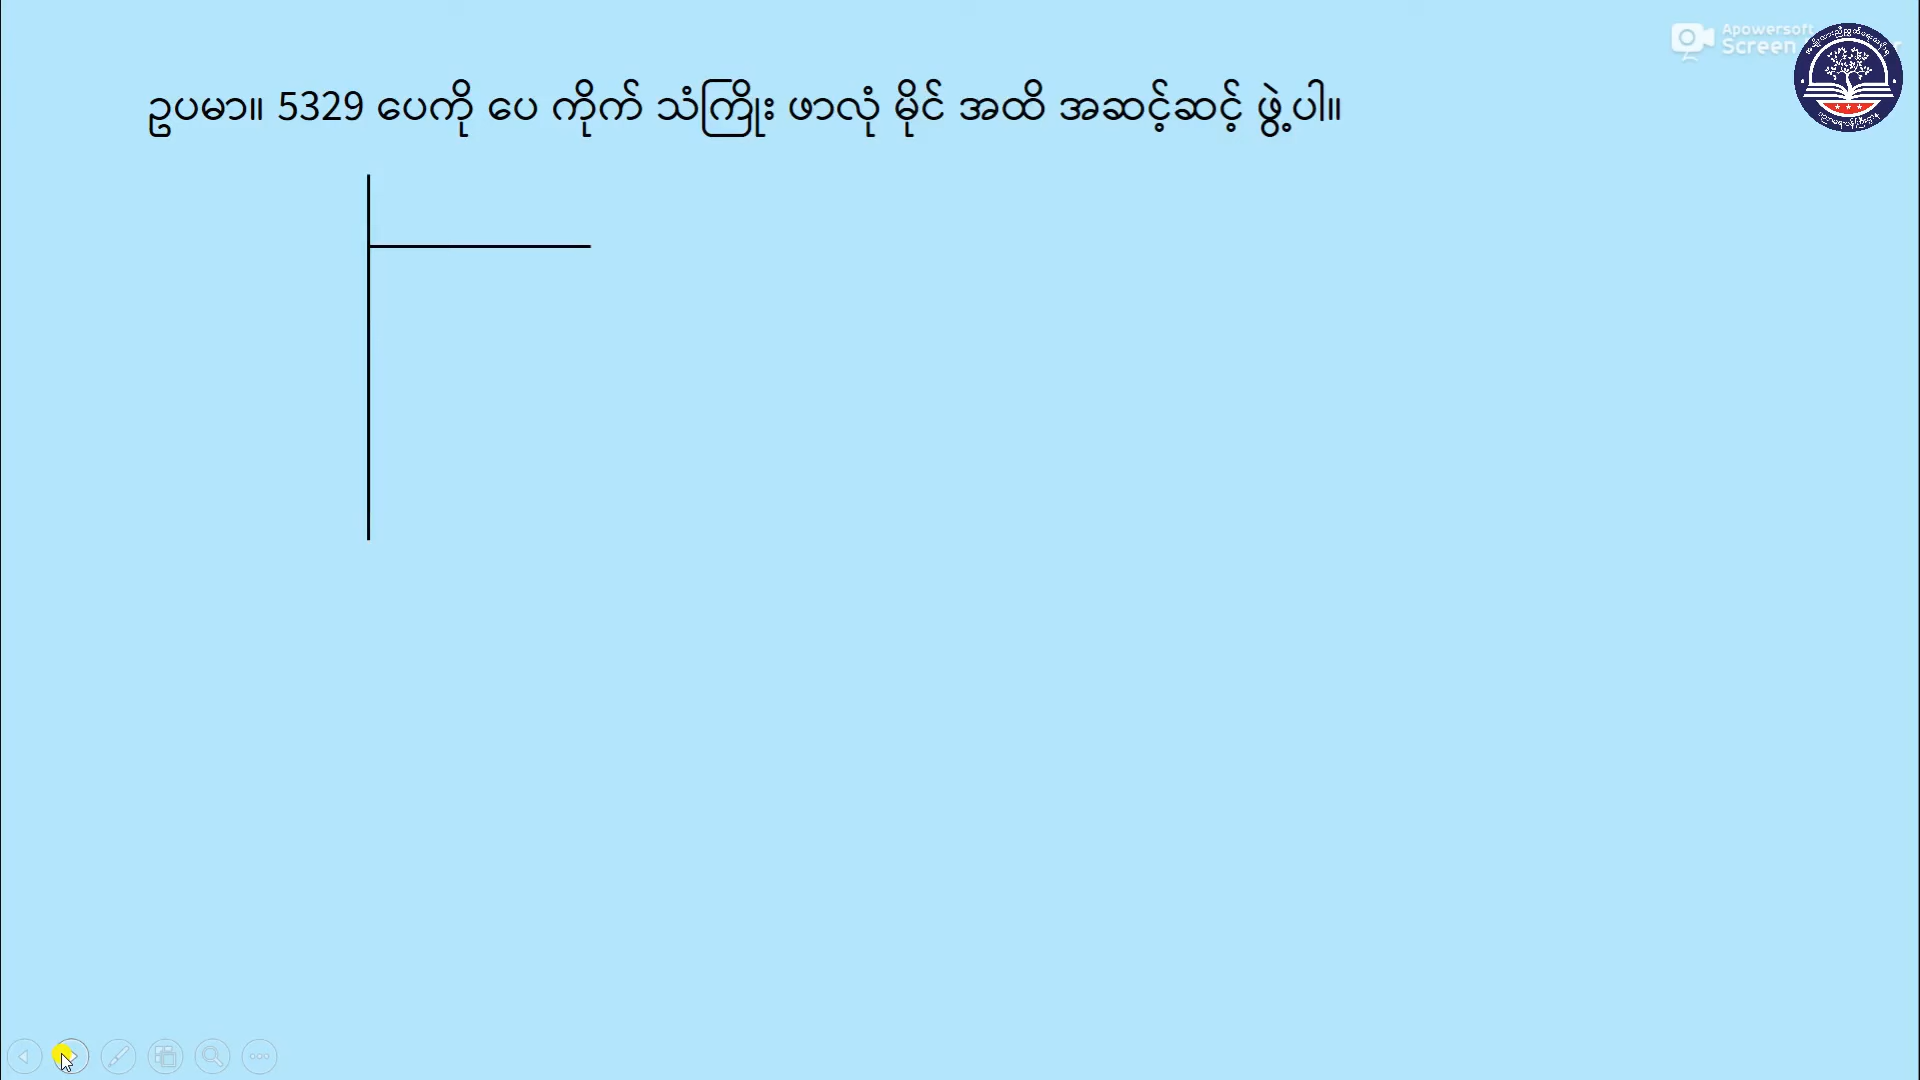 Apowersoft
Screen
ဥပမာ။ 5329 ပေကို ပေ ကိုက် သံကြိုး ဖာလုံ မိုင် အထိ အဆင့်ဆင့် ဖွဲ့ပါ။